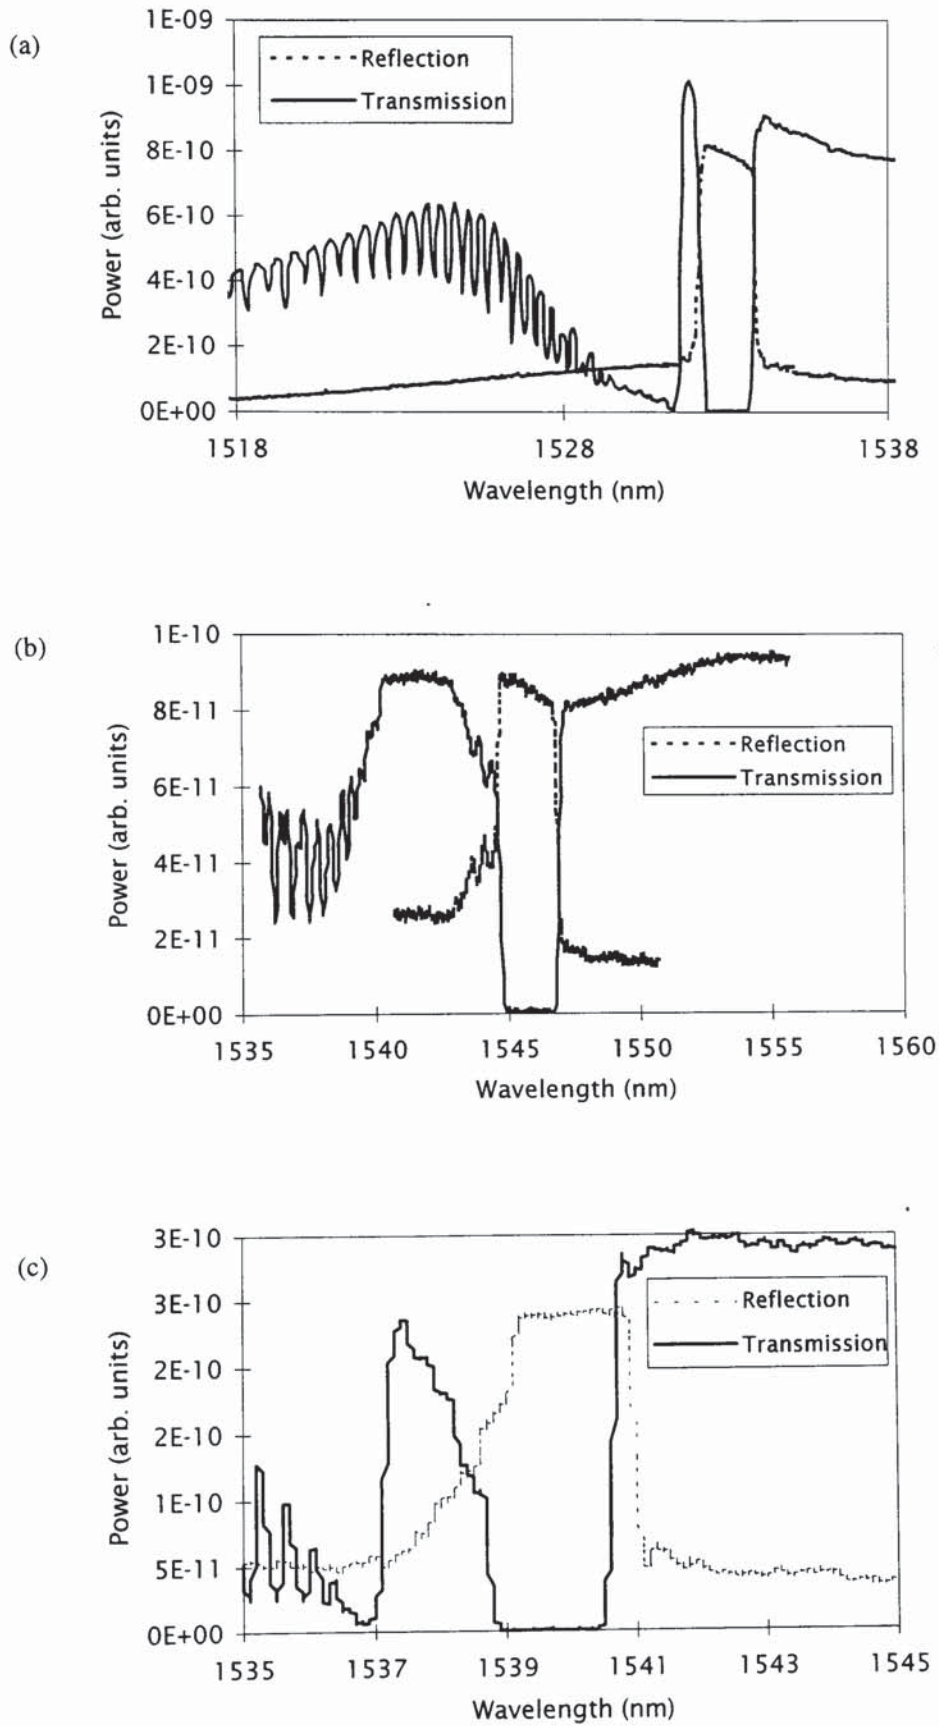 (a)
1E-09
1E-09
8E-10
6E-10
4E-10
2E-10
0E+00
Power (arb. units)
Reflection
Transmission
1518 1528 1538
Wavelength (nm)
(b)
1E-10
8E-11
6E-11
4E-11
2E-11
0E+00
Power (arb. units)
Reflection
Transmission
1535 1540 1545 1550 1555 1560
Wavelength (nm)
(c)
3E-10
3E-10
2E-10
2E-10
1E-10
5E-11
0E+00
Power (arb. units)
Reflection
Transmission
1535 1537 1539 1541 1543 1545
Wavelength (nm)